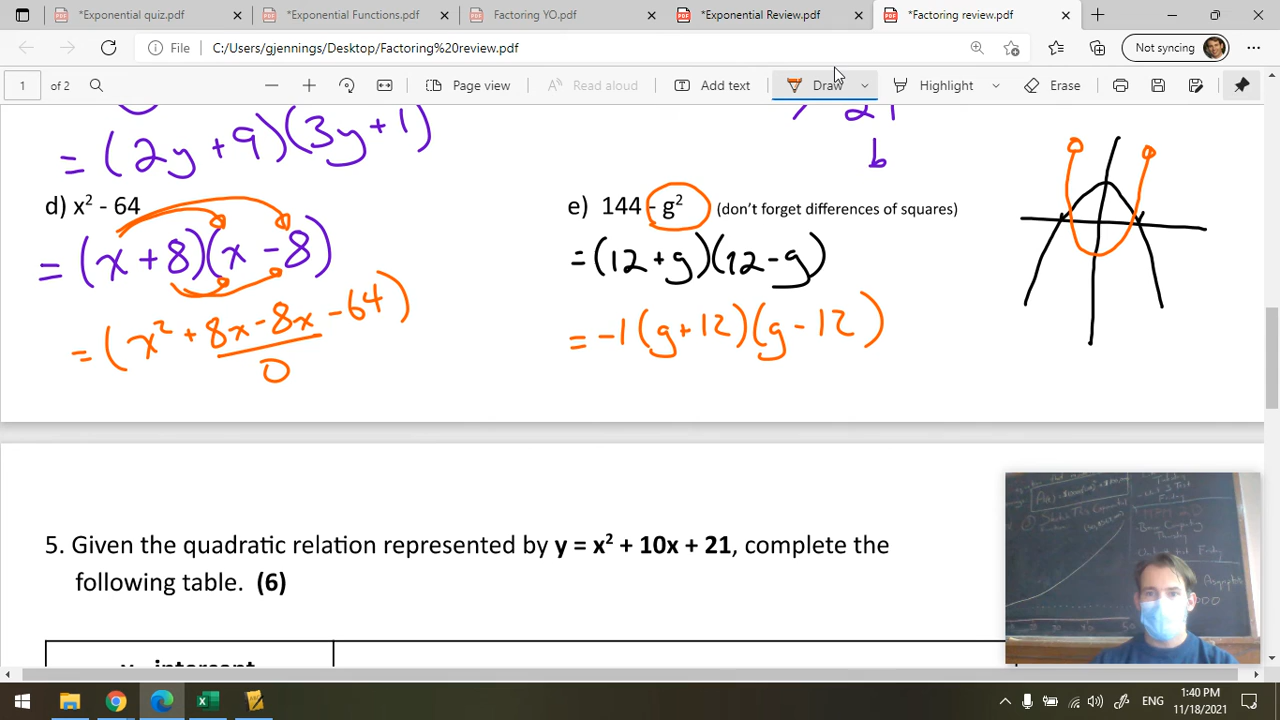 *Exponential quiz.pdf
*Exponential Functions.pdf
Factoring YO.pdf
*Exponential Review.pdf
*Factoring review.pdf
File
C:/Users/gjennings/Desktop/Factoring%20review.pdf
Not syncing
1 of 2
Page view
Read aloud
Add text
Draw
Highlight
Erase
= (2y+9)(3y+1)
21
b
d) x² - 64
= (x+8)(x-8)
= (x² + 8x - 8x - 64)
0
e) 144 - g² (don't forget differences of squares)
= (12+g)(12-g)
= -1(g+12)(g-12)
5. Given the quadratic relation represented by y = x² + 10x + 21, complete the
following table. (6)
ENG
1:40 PM
11/18/2021